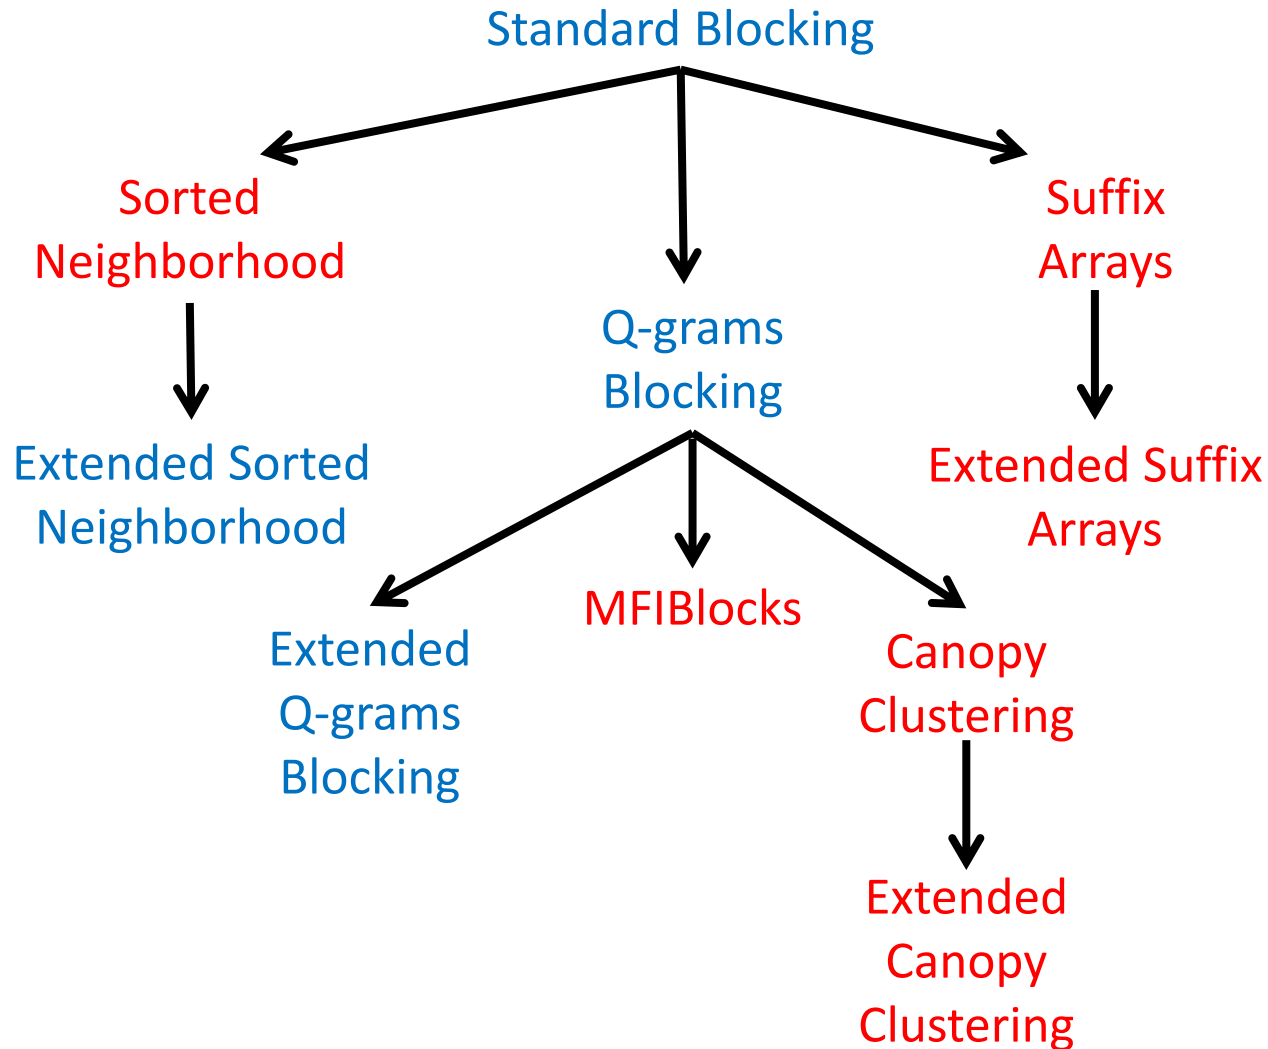 Standard Blocking
Sorted
Neighborhood
Suffix
Arrays
Q-grams
Blocking
Extended Sorted
Neighborhood
Extended Suffix
Arrays
MFIBlocks
Extended
Q-grams
Blocking
Canopy
Clustering
Extended
Canopy
Clustering